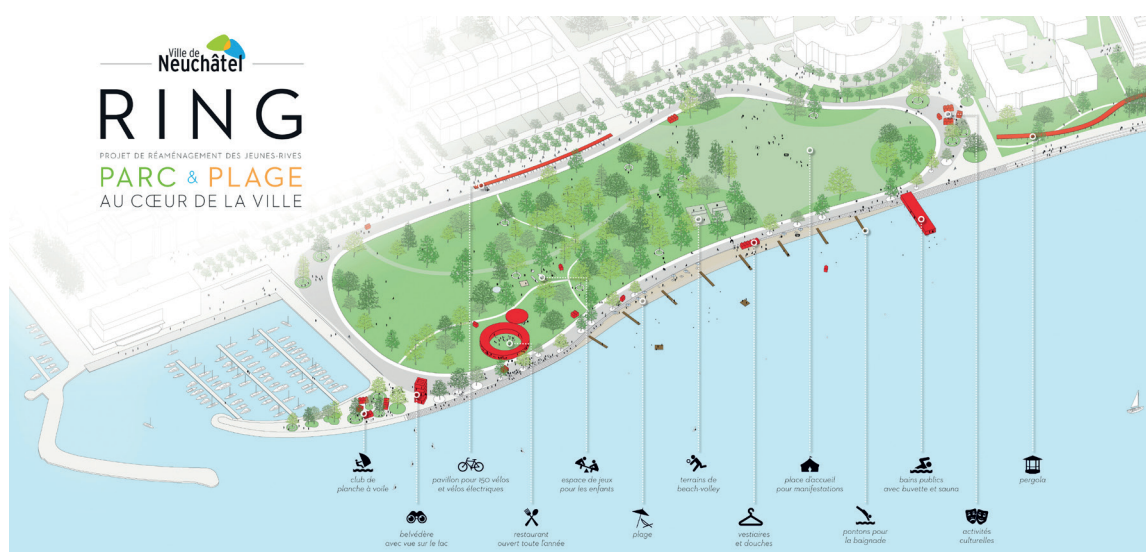 Ville de
Neuchâtel
RING
PROJET DE RÉAMÉNAGEMENT DES JEUNES-RIVES
PARC & PLAGE
AU CŒUR DE LA VILLE
club de
planche à voile
pavillon pour 150 vélos
et vélos électriques
espace de jeux
pour les enfants
terrains de
beach volley
place d'accueil
pour manifestations
bains publics
avec buvette et sauna
pergola
belvédère
avec vue sur le lac
restaurant
ouvert toute l'année
plage
vestiaires
et douches
pontons pour
la baignade
activités
culturelles